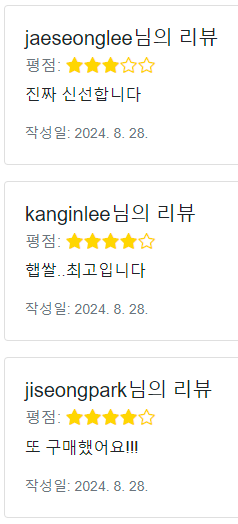 jaeseonglee님의 리뷰
평점: ★★★☆☆
진짜 신선합니다
작성일: 2024. 8. 28.
kanginlee님의 리뷰
평점: ★★★★☆
햅쌀..최고입니다
작성일: 2024. 8. 28.
jiseongpark님의 리뷰
평점: ★★★★☆
또 구매했어요!!!
작성일: 2024. 8. 28.